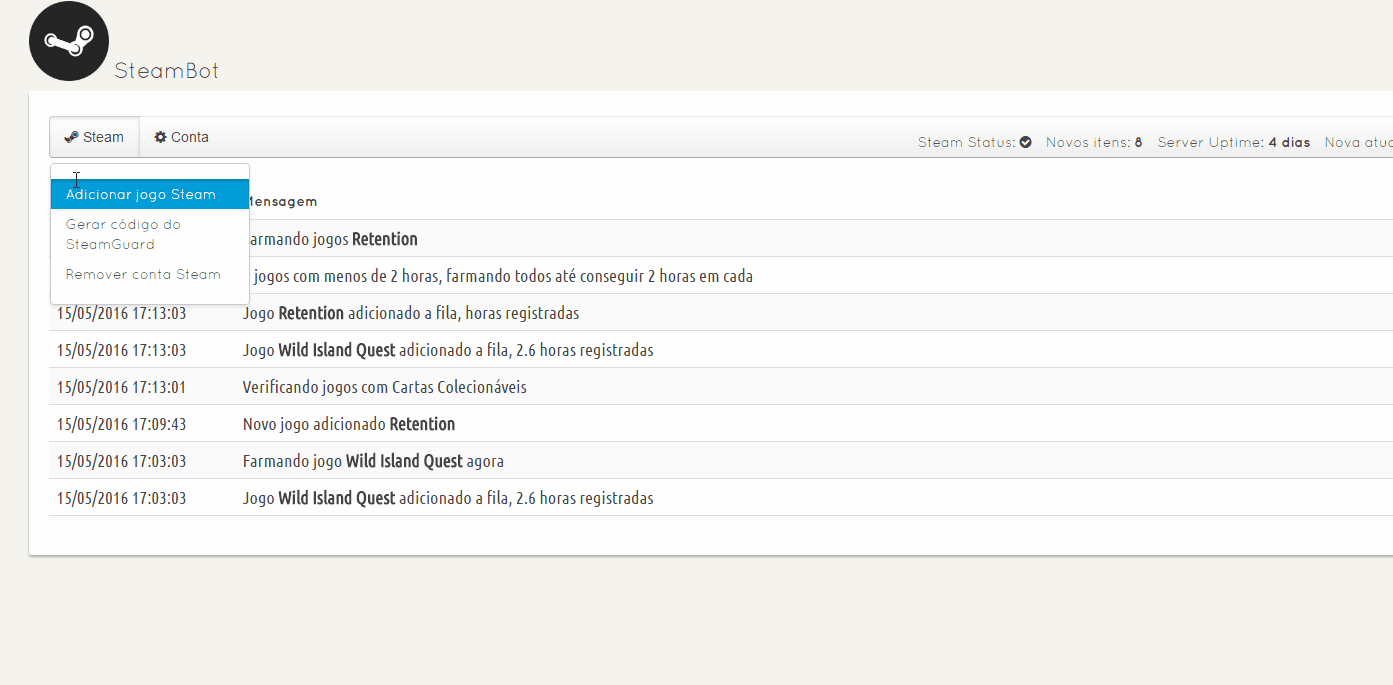 SteamBot
Steam Conta Steam Status: Novos itens: 8 Server Uptime: 4 dias Nova
Adicionar jogo Steam
Gerar código do
SteamGuard
Remover conta Steam
Mensagem
Farmando jogos Retention
jogos com menos de 2 horas, farmando todos até conseguir 2 horas em cada
15/05/2016 17:13:03 Jogo Retention adicionado a fila, horas registradas
15/05/2016 17:13:03 Jogo Wild Island Quest adicionado a fila, 2.6 horas registradas
15/05/2016 17:13:01 Verificando jogos com Cartas Colecionáveis
15/05/2016 17:09:43 Novo jogo adicionado Retention
15/05/2016 17:03:03 Farmando jogo Wild Island Quest agora
15/05/2016 17:03:03 Jogo Wild Island Quest adicionado a fila, 2.6 horas registradas